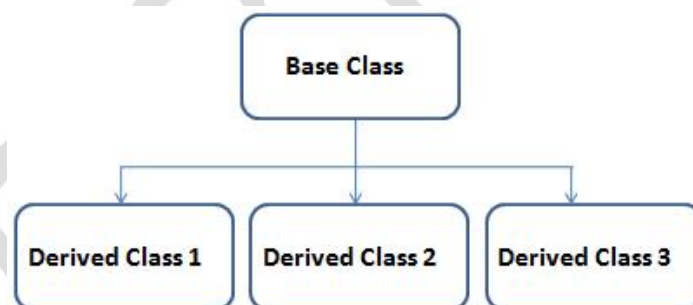 Base Class
Derived Class 1
Derived Class 2
Derived Class 3